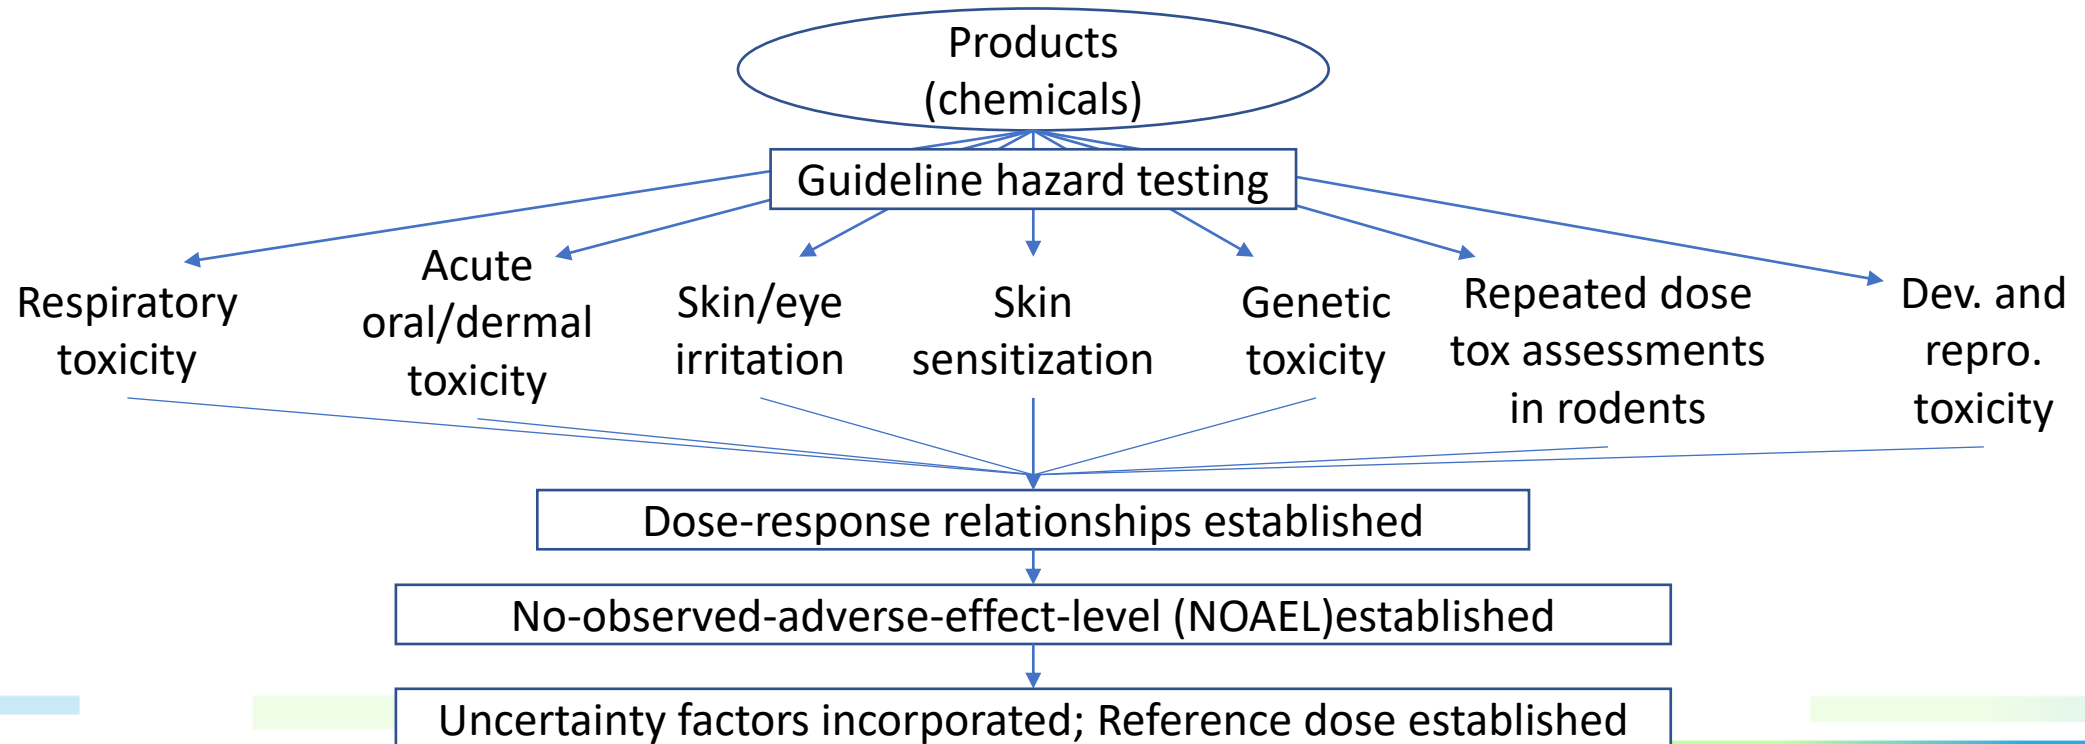 Products
(chemicals)
Guideline hazard testing
Respiratory
toxicity
Acute
oral/dermal
toxicity
Skin/eye
irritation
Skin
sensitization
Genetic
toxicity
Repeated dose
tox assessments
in rodents
Dev. and
repro.
toxicity
Dose-response relationships established
No-observed-adverse-effect-level (NOAEL)established
Uncertainty factors incorporated; Reference dose established